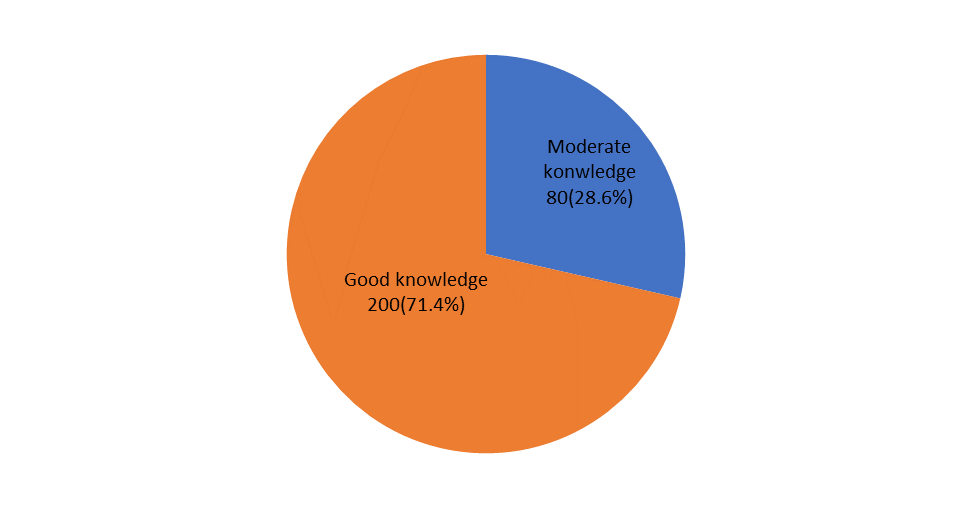 Moderate
konwledge
80(28.6%)
Good knowledge
200(71.4%)